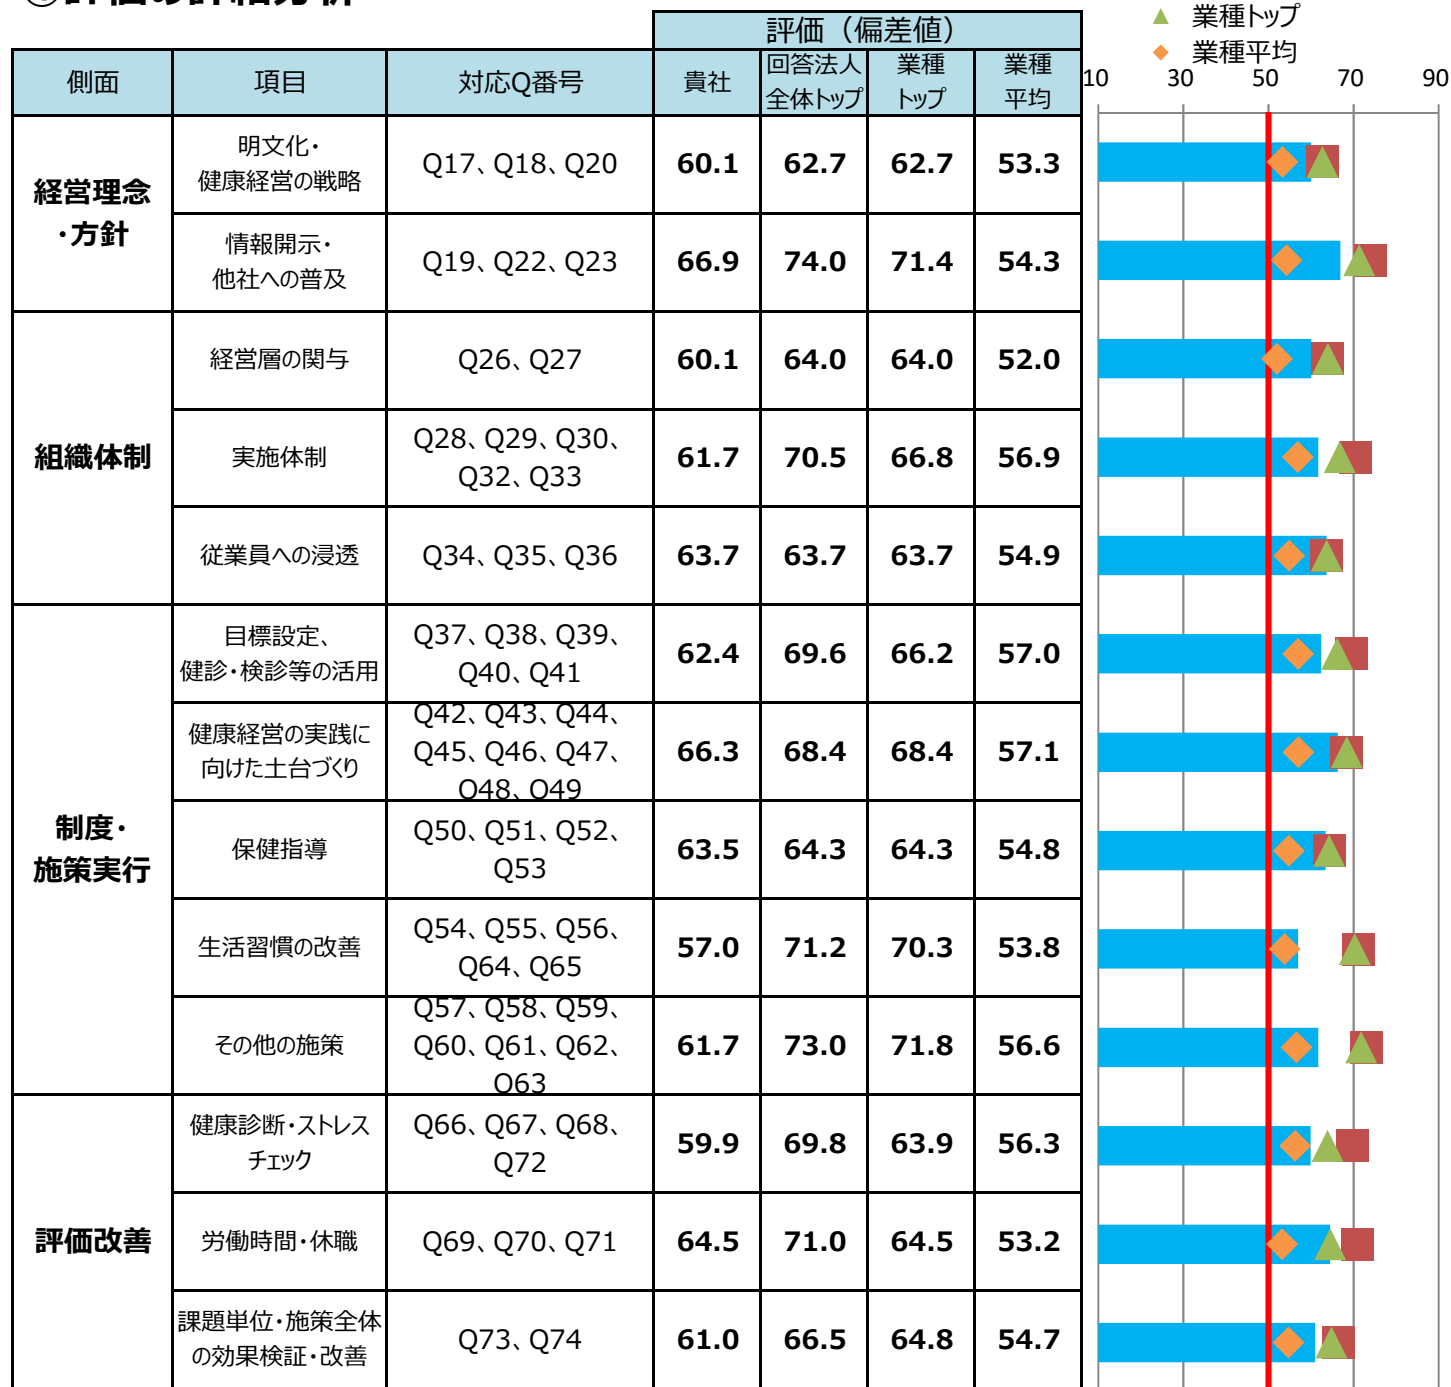 ①評価の詳細分析
▲ 業種トップ
◆ 業種平均
評価（偏差値）
側面 項目 対応Q番号 貴社 回答法人 業種 業種
全体トップ トップ 平均
10 30 50 70 90
経営理念
・方針
明文化・
健康経営の戦略
Q17、Q18、Q20 60.1 62.7 62.7 53.3
情報開示・
他社への普及
Q19、Q22、Q23 66.9 74.0 71.4 54.3
組織体制
経営層の関与 Q26、Q27 60.1 64.0 64.0 52.0
実施体制
Q28、Q29、Q30、
Q32、Q33
61.7 70.5 66.8 56.9
従業員への浸透 Q34、Q35、Q36 63.7 63.7 63.7 54.9
制度・
施策実行
目標設定、
健診・検診等の活用
Q37、Q38、Q39、
Q40、Q41
62.4 69.6 66.2 57.0
健康経営の実践に
向けた土台づくり
Q42、Q43、Q44、
Q45、Q46、Q47、
Q48、Q49
66.3 68.4 68.4 57.1
保健指導
Q50、Q51、Q52、
Q53
63.5 64.3 64.3 54.8
生活習慣の改善
Q54、Q55、Q56、
Q64、Q65
57.0 71.2 70.3 53.8
その他の施策
Q57、Q58、Q59、
Q60、Q61、Q62、
Q63
61.7 73.0 71.8 56.6
評価改善
健康診断・ストレス
チェック
Q66、Q67、Q68、
Q72
59.9 69.8 63.9 56.3
労働時間・休職 Q69、Q70、Q71 64.5 71.0 64.5 53.2
課題単位・施策全体
の効果検証・改善
Q73、Q74 61.0 66.5 64.8 54.7